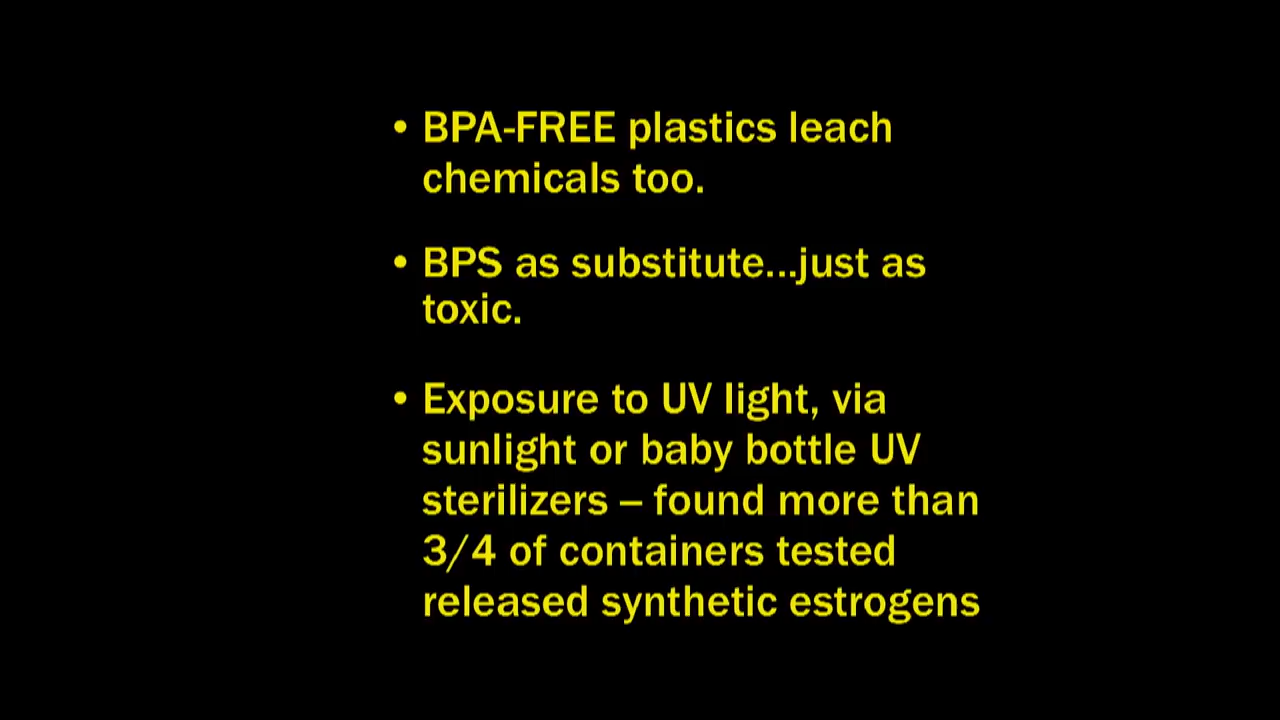 • BPA-FREE plastics leach
chemicals too.
• BPS as substitute...just as
toxic.
• Exposure to UV light, via
sunlight or baby bottle UV
sterilizers – found more than
3/4 of containers tested
released synthetic estrogens